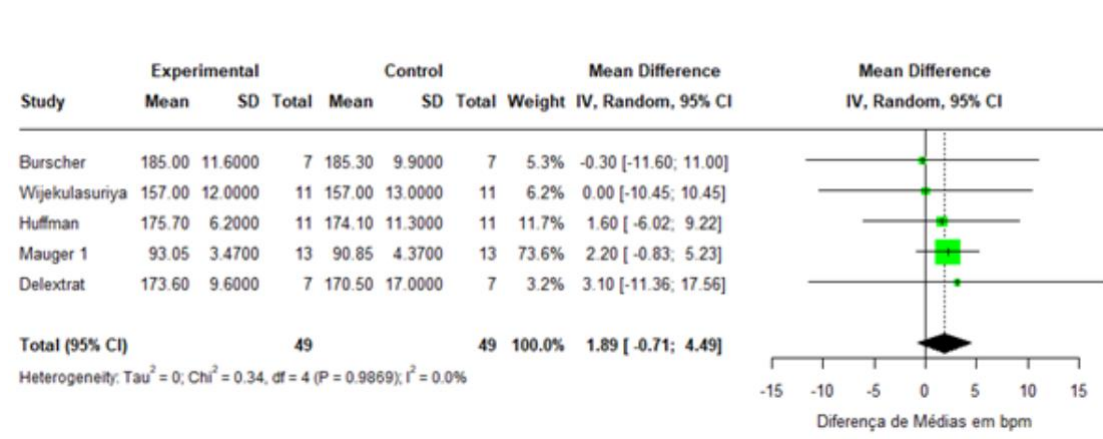 Experimental Control Mean Difference Mean Difference
Study Mean SD Total Mean SD Total Weight IV, Random, 95% CI IV, Random, 95% CI
Burscher 185.00 11.6000 7 185.30 9.9000 7 5.3% -0.30 [-11.60; 11.00]
Wijekulasuriya 157.00 12.0000 11 157.00 13.0000 11 6.2% 0.00 [-10.45; 10.45]
Huffman 175.70 6.2000 11 174.10 11.3000 11 11.7% 1.60 [ -6.02; 9.22]
Mauger 1 93.05 3.4700 13 90.85 4.3700 13 73.6% 2.20 [ -0.83; 5.23]
Delextrat 173.60 9.6000 7 170.50 17.0000 7 3.2% 3.10 [-11.36; 17.56]
Total (95% CI) 49 49 100.0% 1.89 [ -0.71; 4.49]
Heterogeneity: Tau² = 0; Chi² = 0.34, df = 4 (P = 0.9869); I² = 0.0%
-15 -10 -5 0 5 10 15
Diferença de Médias em bpm